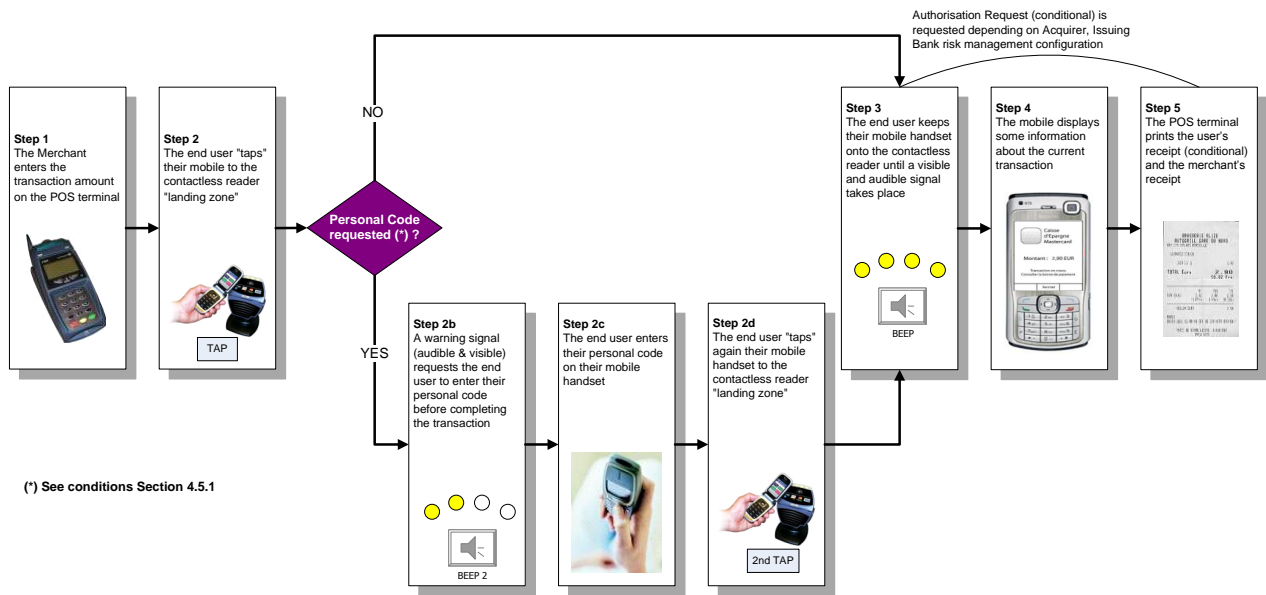 Authorisation Request (conditional) is
requested depending on Acquirer, Issuing
Bank risk management configuration
Step 1
The Merchant
enters the
transaction amount
on the POS terminal
Step 2
The end user "taps"
their mobile to the
contactless reader
"landing zone"
TAP
Personal Code
requested (*) ?
NO
YES
Step 2b
A warning signal
(audible & visible)
requests the end
user to enter their
personal code
before completing
the transaction
BEEP 2
Step 2c
The end user enters
their personal code
on their mobile
handset
Step 2d
The end user "taps"
again their mobile
handset to the
contactless reader
"landing zone"
2nd TAP
Step 3
The end user keeps
their mobile handset
onto the contactless
reader until a visible
and audible signal
takes place
BEEP
Step 4
The mobile displays
some information
about the current
transaction
Caisse
d'Epargne
Mastercard
Montant : 2,90 EUR
Step 5
The POS terminal
prints the user's
receipt (conditional)
and the merchant's
receipt
TOTAL Euro 2.90
(*) See conditions Section 4.5.1